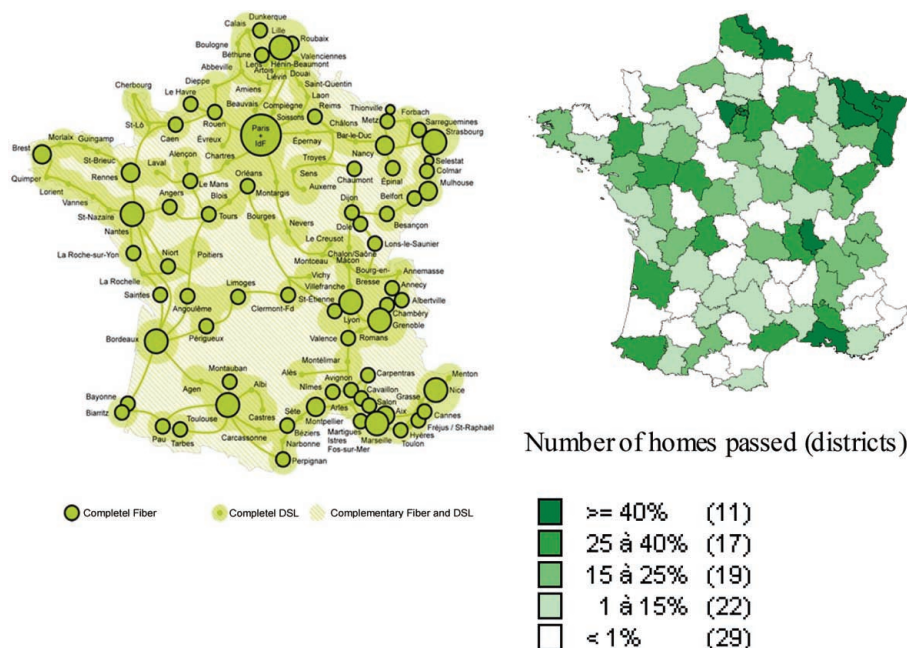 Dunkerque
Calais
Lille
Roubaix
Boulogne
Valenciennes
Béthune
Lens
Hénin-Beaumont
Artois
Douai
Abbeville
Liévin
Saint-Quentin
Dieppe
Amiens
Laon
Cherbourg
Le Havre
Beauvais
Compiègne
Reims
Thionville
Forbach
Soissons
Metz
Sarreguemines
Rouen
Châlons
St-Lô
Paris
+
IdF
Bar-le-Duc
Strasbourg
Morlaix
Guingamp
Caen
Évreux
Épernay
Brest
Alençon
Nancy
Selestat
St-Brieuc
Laval
Chartres
Troyes
Colmar
Quimper
Rennes
Orléans
Sens
Chaumont
Épinal
Mulhouse
Le Mans
Lorient
Angers
Blois
Montargis
Auxerre
Belfort
Vannes
Dijon
St-Nazaire
Tours
Bourges
Nevers
Dole
Besançon
Nantes
Le Creusot
Lons-le-Saunier
Niort
Chalon/Saône
La Roche-sur-Yon
Poitiers
Montceau
Mâcon
Bourg-en-
Bresse
Annemasse
La Rochelle
Limoges
Vichy
Villefranche
Annecy
Saintes
St-Étienne
Albertville
Angoulême
Clermont-Fd
Lyon
Chambéry
Grenoble
Bordeaux
Périgueux
Valence
Romans
Montélimar
Montauban
Carpentras
Menton
Agen
Albi
Alès
Avignon
Cavaillon
Nice
Bayonne
Nîmes
Salon
Grasse
Biarritz
Castres
Sète
Arles
Aix
Cannes
Toulouse
Montpellier
Fréjus / St-Raphaël
Pau
Béziers
Martigues
Hyères
Tarbes
Carcassonne
Narbonne
Istres
Marseille
Toulon
Fos-sur-Mer
Perpignan
Number of homes passed (districts)
Completel Fiber
Completel DSL
Complementary Fiber and DSL
>= 40% (11)
25 à 40% (17)
15 à 25% (19)
1 à 15% (22)
< 1% (29)